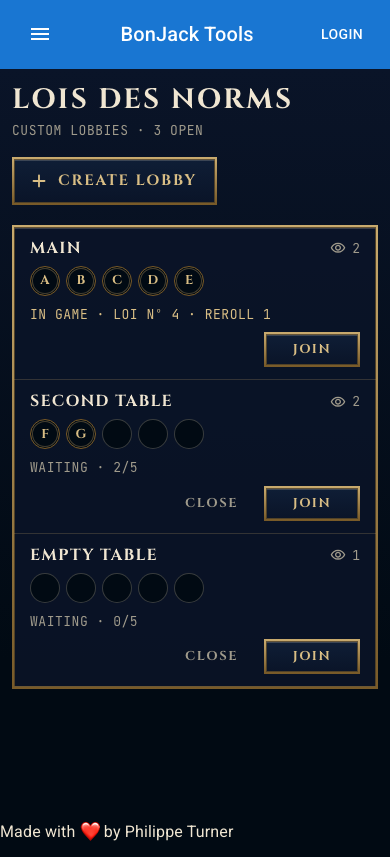 BonJack Tools
LOGIN
LOIS DES NORMS
CUSTOM LOBBIES · 3 OPEN
+ CREATE LOBBY
MAIN 2
A B C D E
IN GAME · LOI N° 4 · REROLL 1
JOIN
SECOND TABLE 2
F G
WAITING · 2/5
CLOSE JOIN
EMPTY TABLE 1
WAITING · 0/5
CLOSE JOIN
Made with ❤️ by Philippe Turner